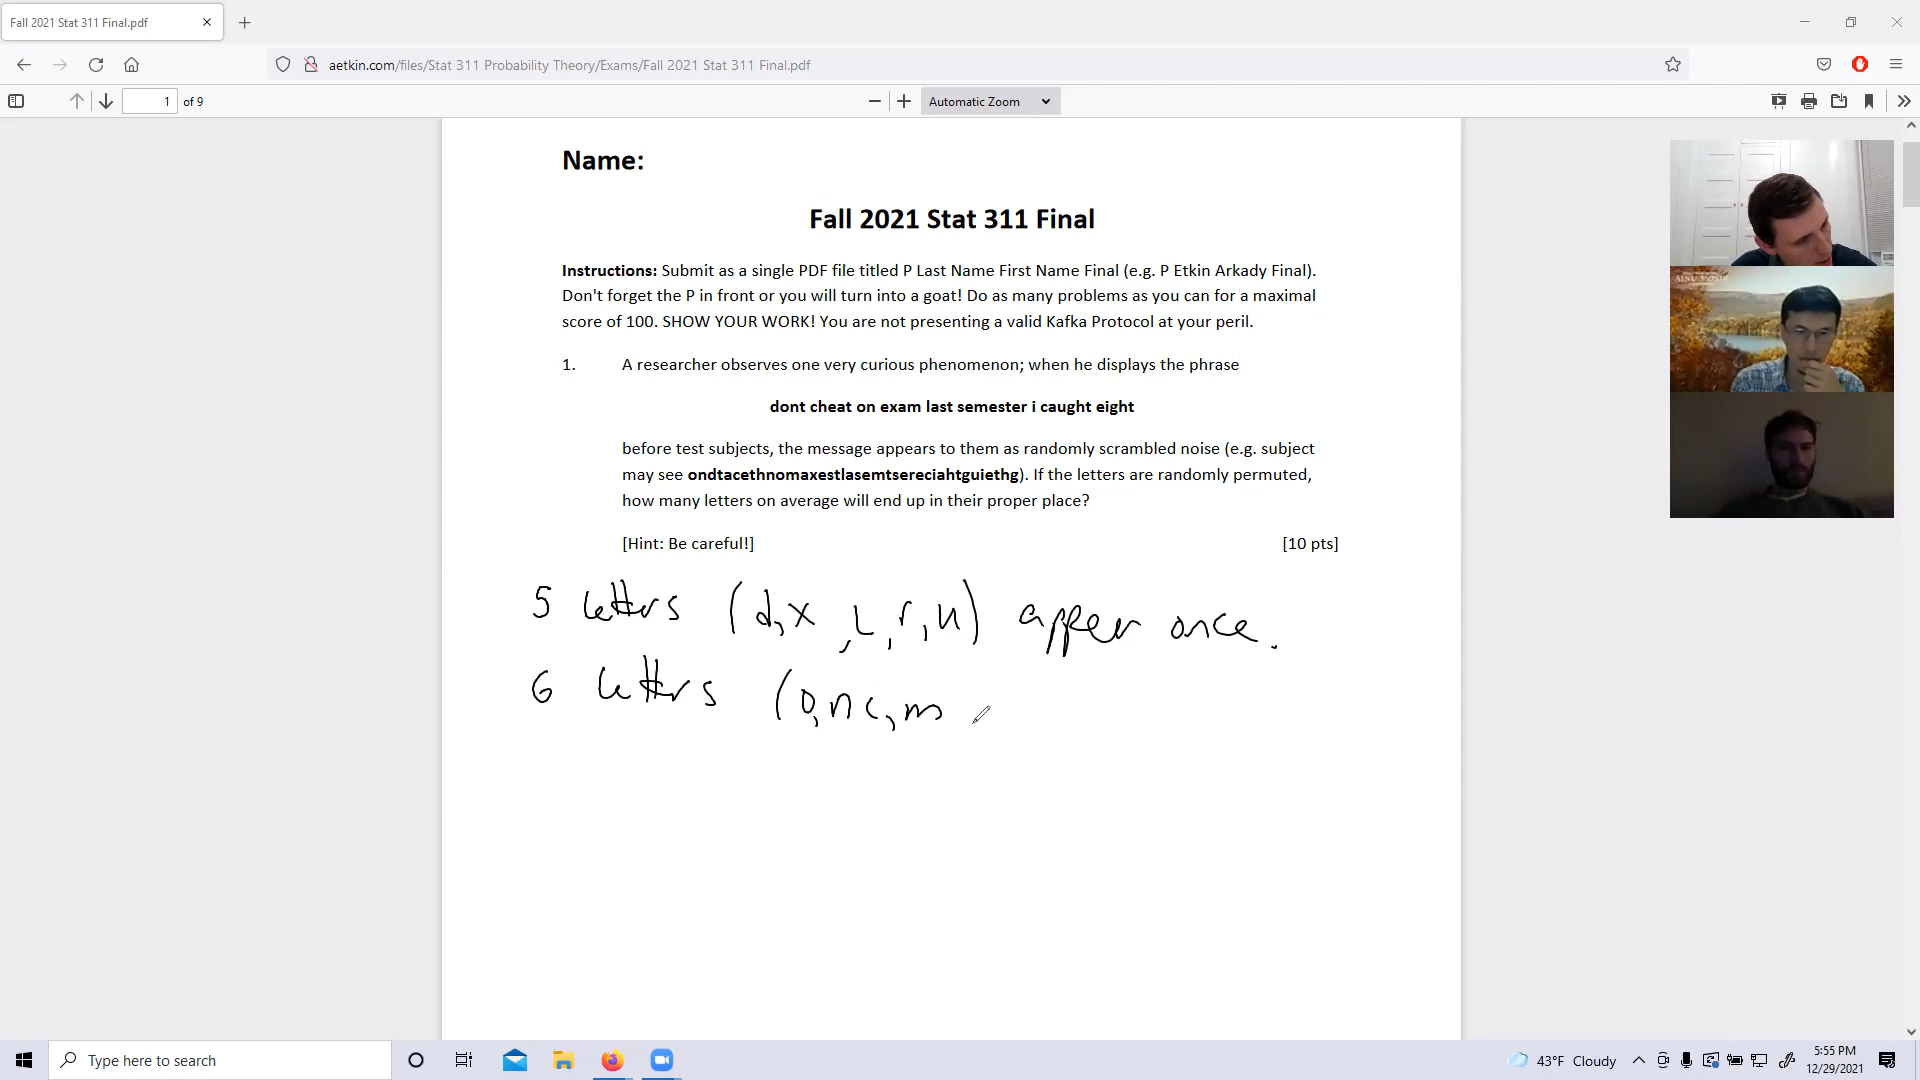 Fall 2021 Stat 311 Final.pdf
aetkin.com/files/Stat 311 Probability Theory/Exams/Fall 2021 Stat 311 Final.pdf
1 of 9
Automatic Zoom
Name:
Fall 2021 Stat 311 Final
Instructions: Submit as a single PDF file titled P Last Name First Name Final (e.g. P Etkin Arkady Final).
Don't forget the P in front or you will turn into a goat! Do as many problems as you can for a maximal
score of 100. SHOW YOUR WORK! You are not presenting a valid Kafka Protocol at your peril.
1. A researcher observes one very curious phenomenon; when he displays the phrase
dont cheat on exam last semester i caught eight
before test subjects, the message appears to them as randomly scrambled noise (e.g. subject
may see ondtacethnomaxestlasemtsereciahtguiethg). If the letters are randomly permuted,
how many letters on average will end up in their proper place?
[Hint: Be careful!] [10 pts]
5 letters (d,x,L,r,u) appear once.
6 letters (o,n c,m
Type here to search
43°F Cloudy
5:55 PM
12/29/2021